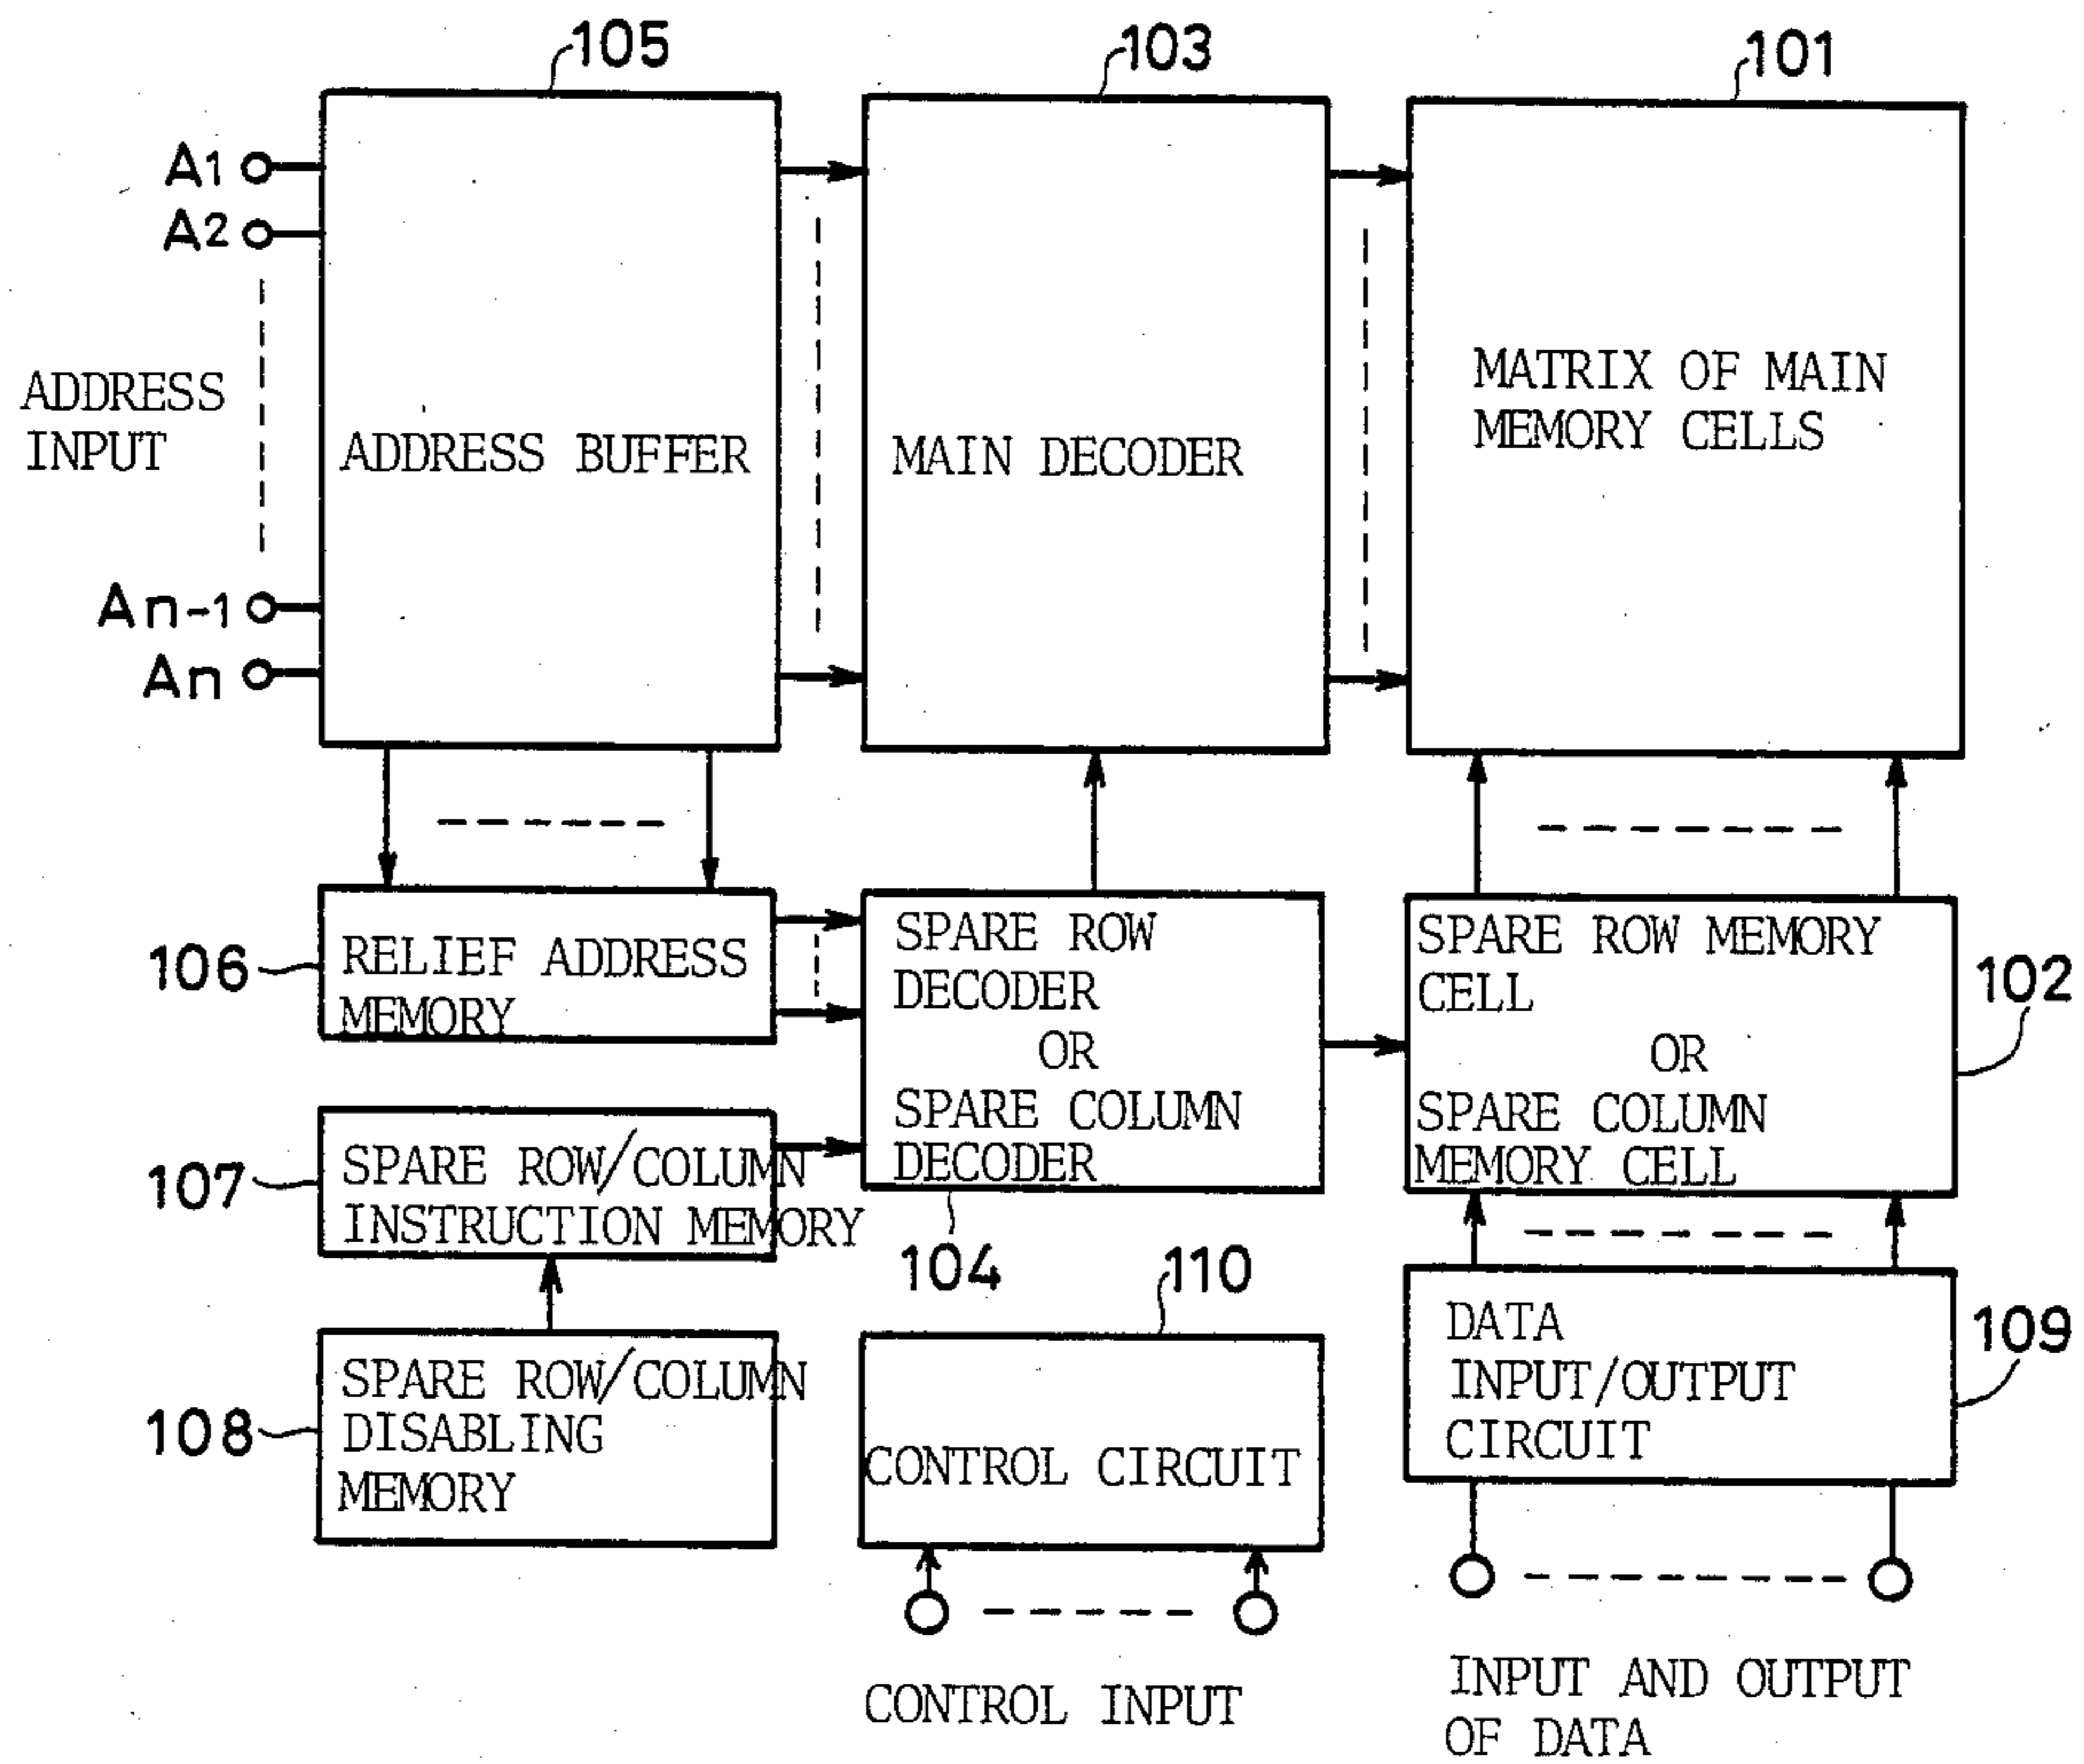 105
103
101
A1
A2
ADDRESS
INPUT
An-1
An
ADDRESS BUFFER
MAIN DECODER
MATRIX OF MAIN
MEMORY CELLS
106
RELIEF ADDRESS
MEMORY
SPARE ROW
DECODER
OR
SPARE COLUMN
DECODER
104
SPARE ROW MEMORY
CELL
OR
SPARE COLUMN
MEMORY CELL
102
107
SPARE ROW/COLUMN
INSTRUCTION MEMORY
108
SPARE ROW/COLUMN
DISABLING
MEMORY
110
CONTROL CIRCUIT
CONTROL INPUT
DATA
INPUT/OUTPUT
CIRCUIT
109
INPUT AND OUTPUT
OF DATA